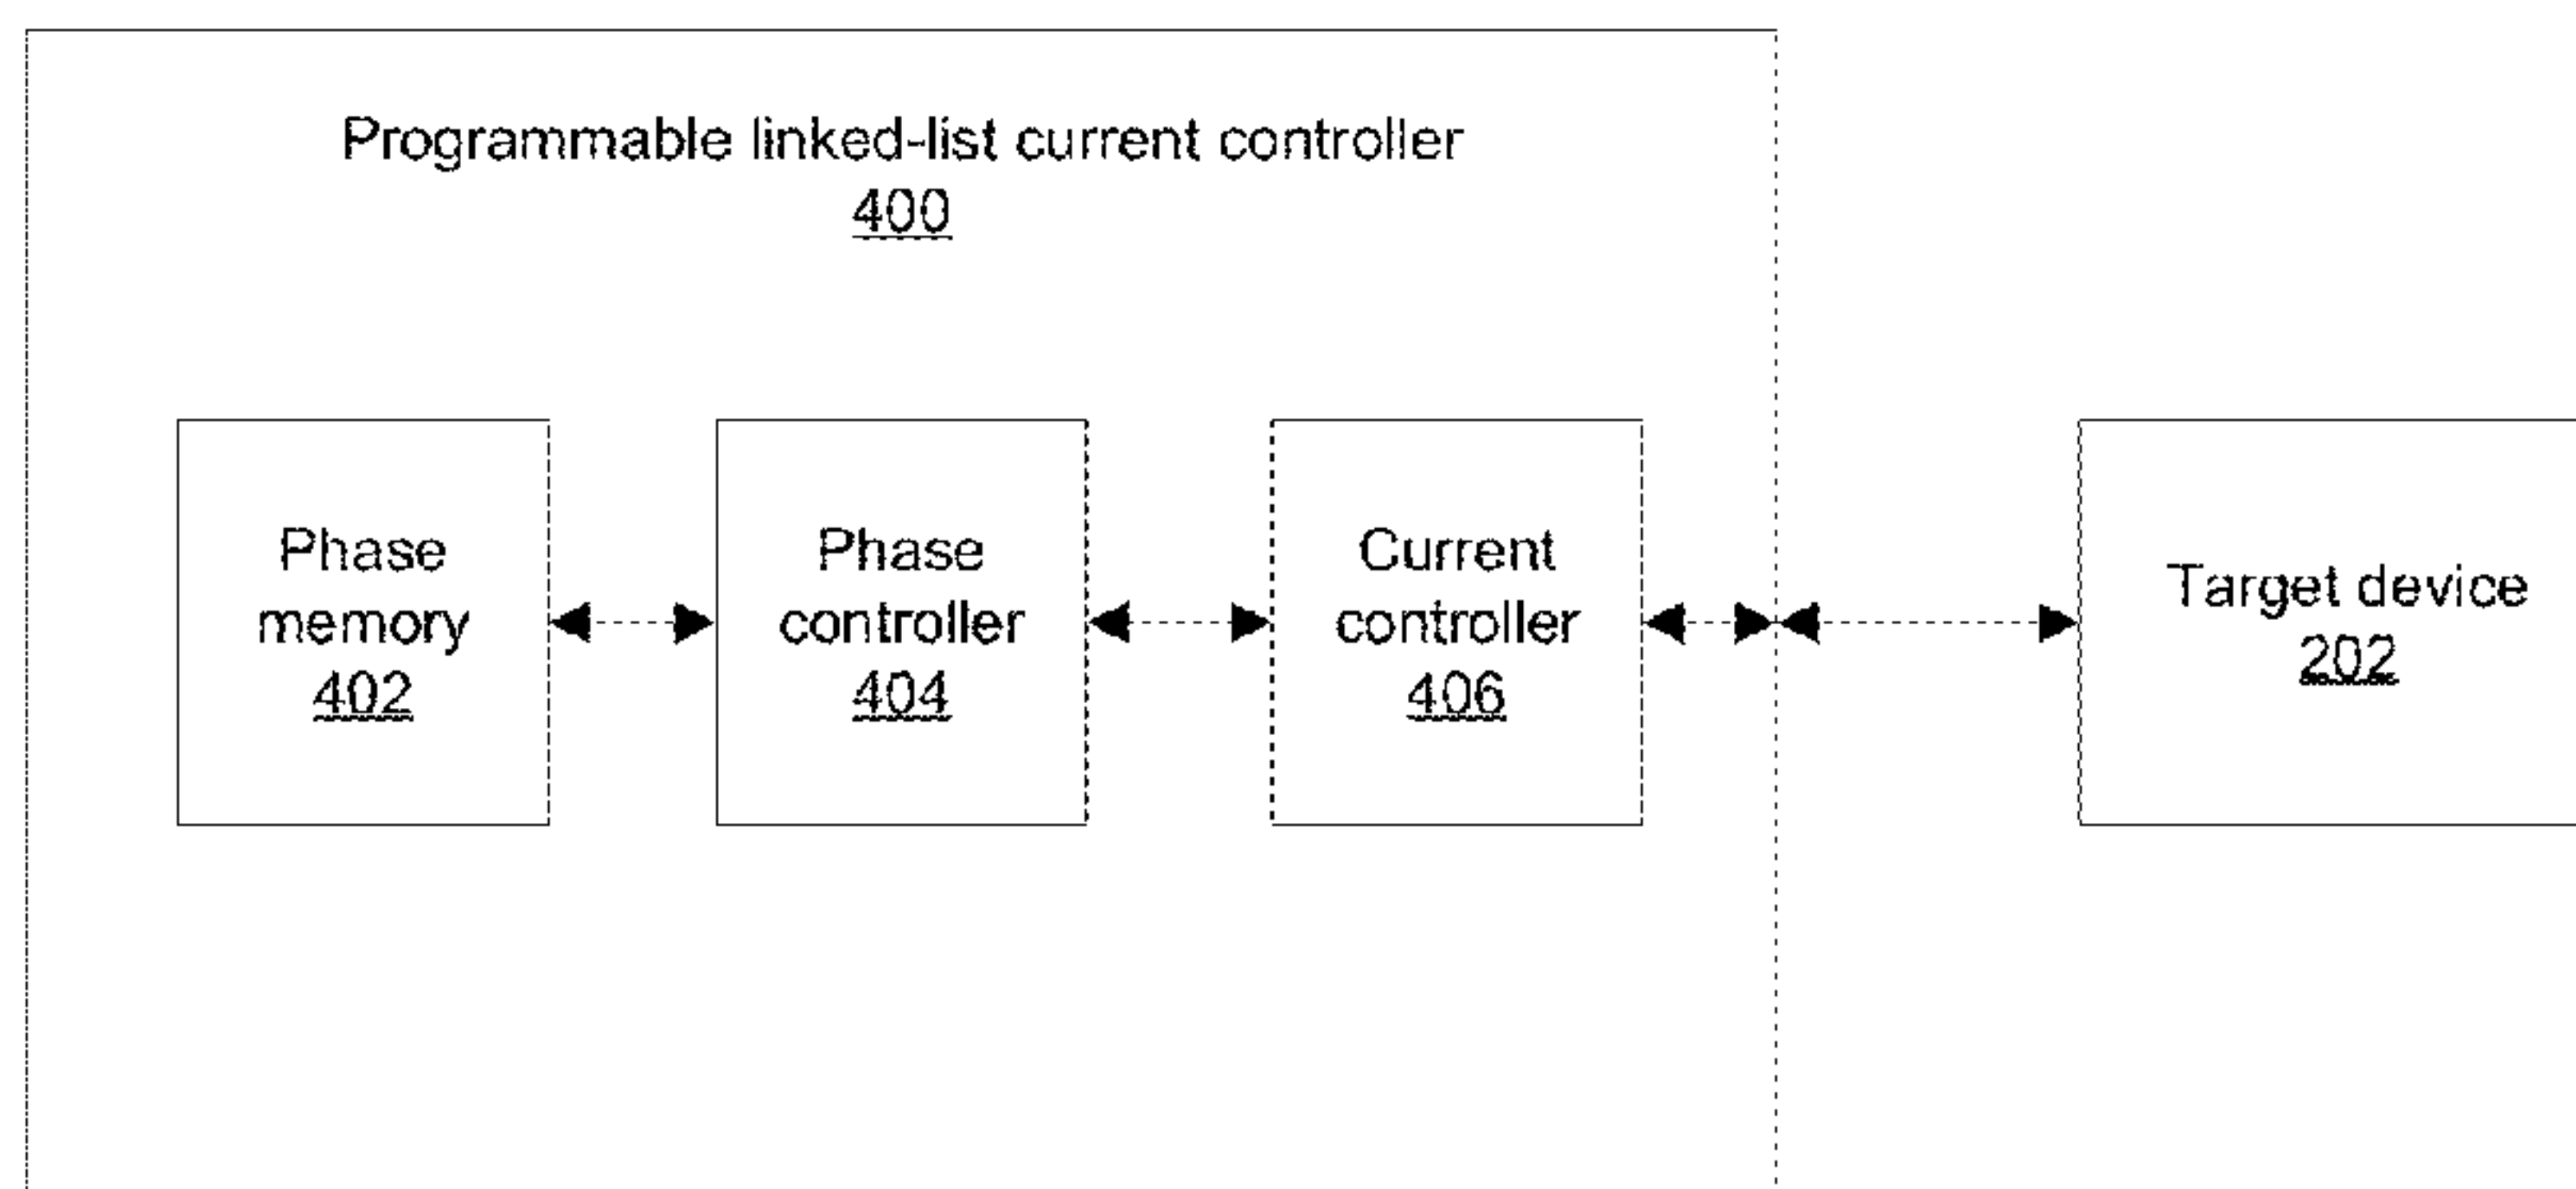 Programmable linked-list current controller
400
Phase
memory
402
Phase
controller
404
Current
controller
406
Target device
202